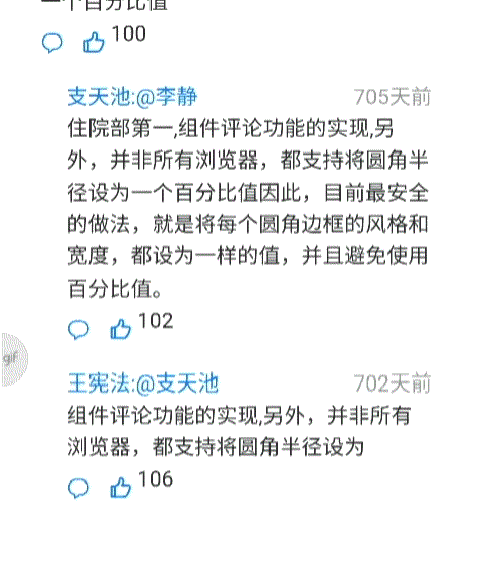 一个百分比值
100
支天池:@李静 705天前
住院部第一,组件评论功能的实现,另
外，并非所有浏览器，都支持将圆角半
径设为一个百分比值因此，目前最安全
的做法，就是将每个圆角边框的风格和
宽度，都设为一样的值，并且避免使用
百分比值。
102
gif
王宪法:@支天池 702天前
组件评论功能的实现,另外，并非所有
浏览器，都支持将圆角半径设为
106